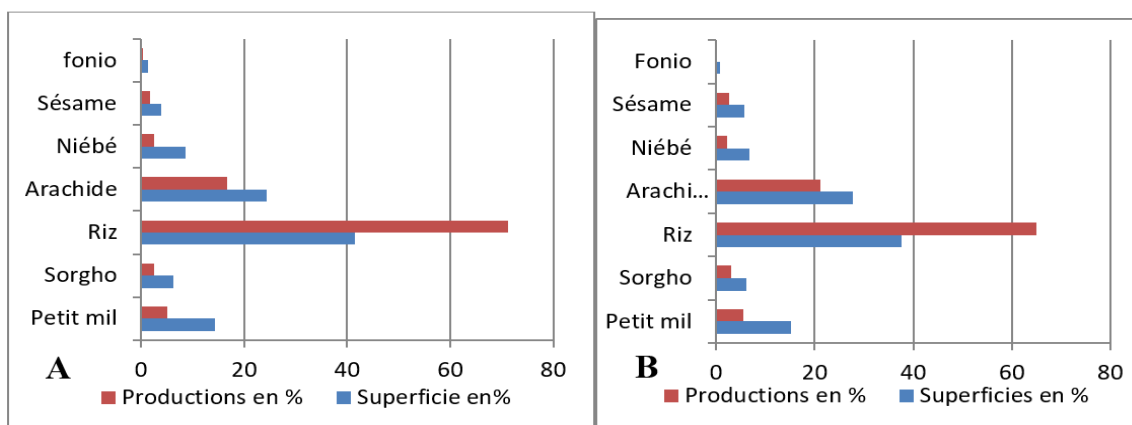 fonio
Sésame
Niébé
Arachide
Riz
Sorgho
Petit mil
0 20 40 60 80
A
Productions en % Superficie en%
Fonio
Sésame
Niébé
Arachi...
Riz
Sorgho
Petit mil
0 20 40 60 80
B
Productions en % Superficies en %